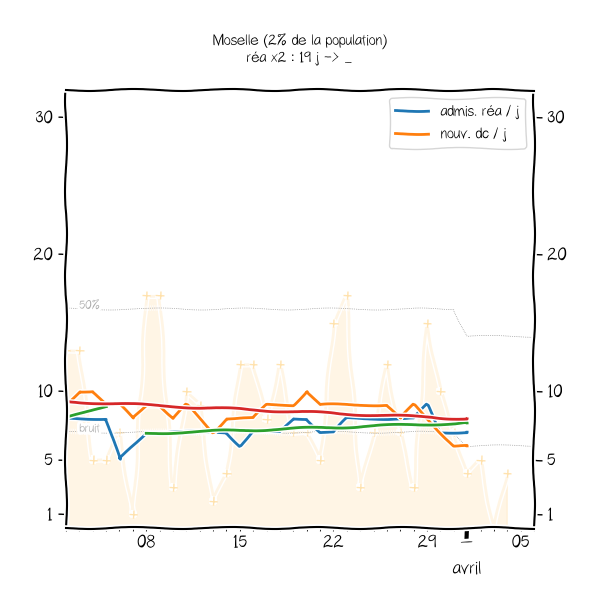 Moselle (2% de la population)
réa x2 : 19 j -> _
admis. réa / j
nouv. dc / j
30
30
20
20
50%
10
10
bruit
5
5
1
1
08
15
22
29
05
avril